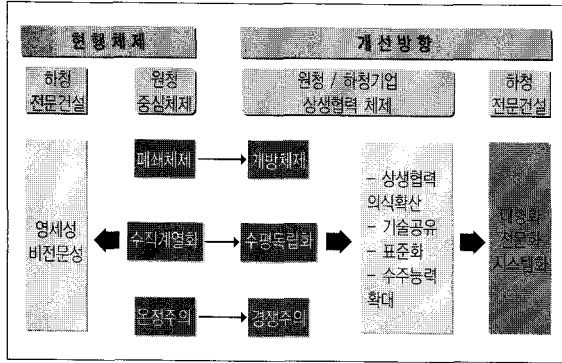 현행체제
개선방향
하청
전문건설
원청
중심체제
원청 / 하청기업
상생협력 체제
하청
전문건설
폐쇄체제
개방체제
수직계열화
수평독립화
온정주의
경쟁주의
영세성
비전문성
- 상생협력
의식확산
- 기술공유
- 표준화
- 수주능력
확대
대형화
전문화
시스템화